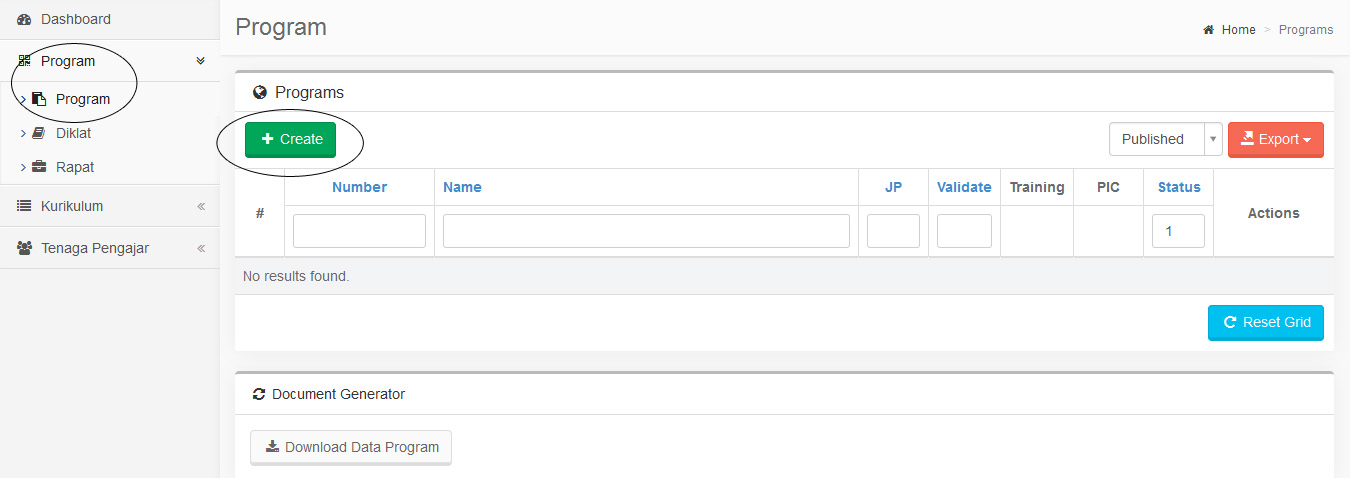 Dashboard
Program
Program
Diklat
Rapat
Kurikulum
Tenaga Pengajar
Program
Home > Programs
Programs
Create
Published
Export
# Number Name JP Validate Training PIC Status Actions
1
No results found.
Reset Grid
Document Generator
Download Data Program